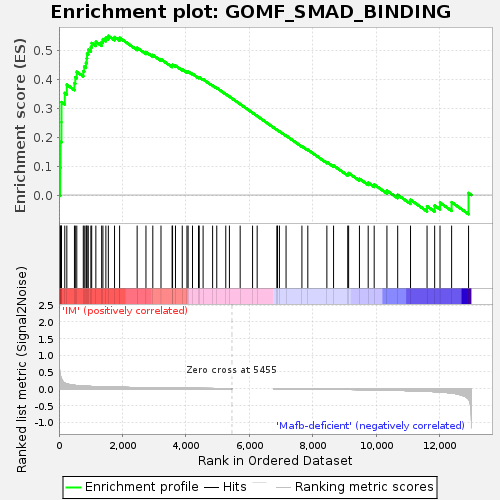 Enrichment plot: GOMF_SMAD_BINDING
Enrichment score (ES)
0.5
0.4
0.3
0.2
0.1
0.0
'IM' (positively correlated)
Ranked list metric (Signal2Noise)
2.5
2.0
1.5
1.0
0.5
0.0
-0.5
-1.0
Zero cross at 5455
'Mafb-deficient' (negatively correlated)
0
2,000
4,000
6,000
8,000
10,000
12,000
Rank in Ordered Dataset
Enrichment profile
Hits
Ranking metric scores